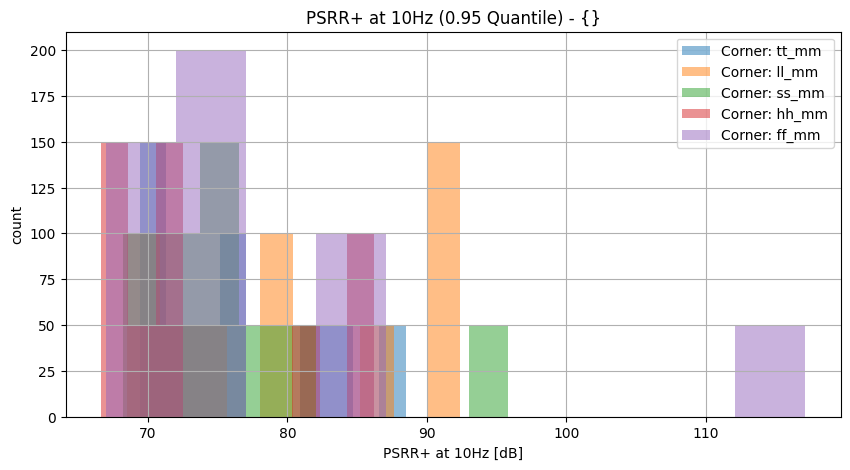 PSRR+ at 10Hz (0.95 Quantile) - {}
Corner: tt_mm
Corner: ll_mm
Corner: ss_mm
Corner: hh_mm
Corner: ff_mm
200
175
150
125
100
75
50
25
0
count
70 80 90 100 110
PSRR+ at 10Hz [dB]